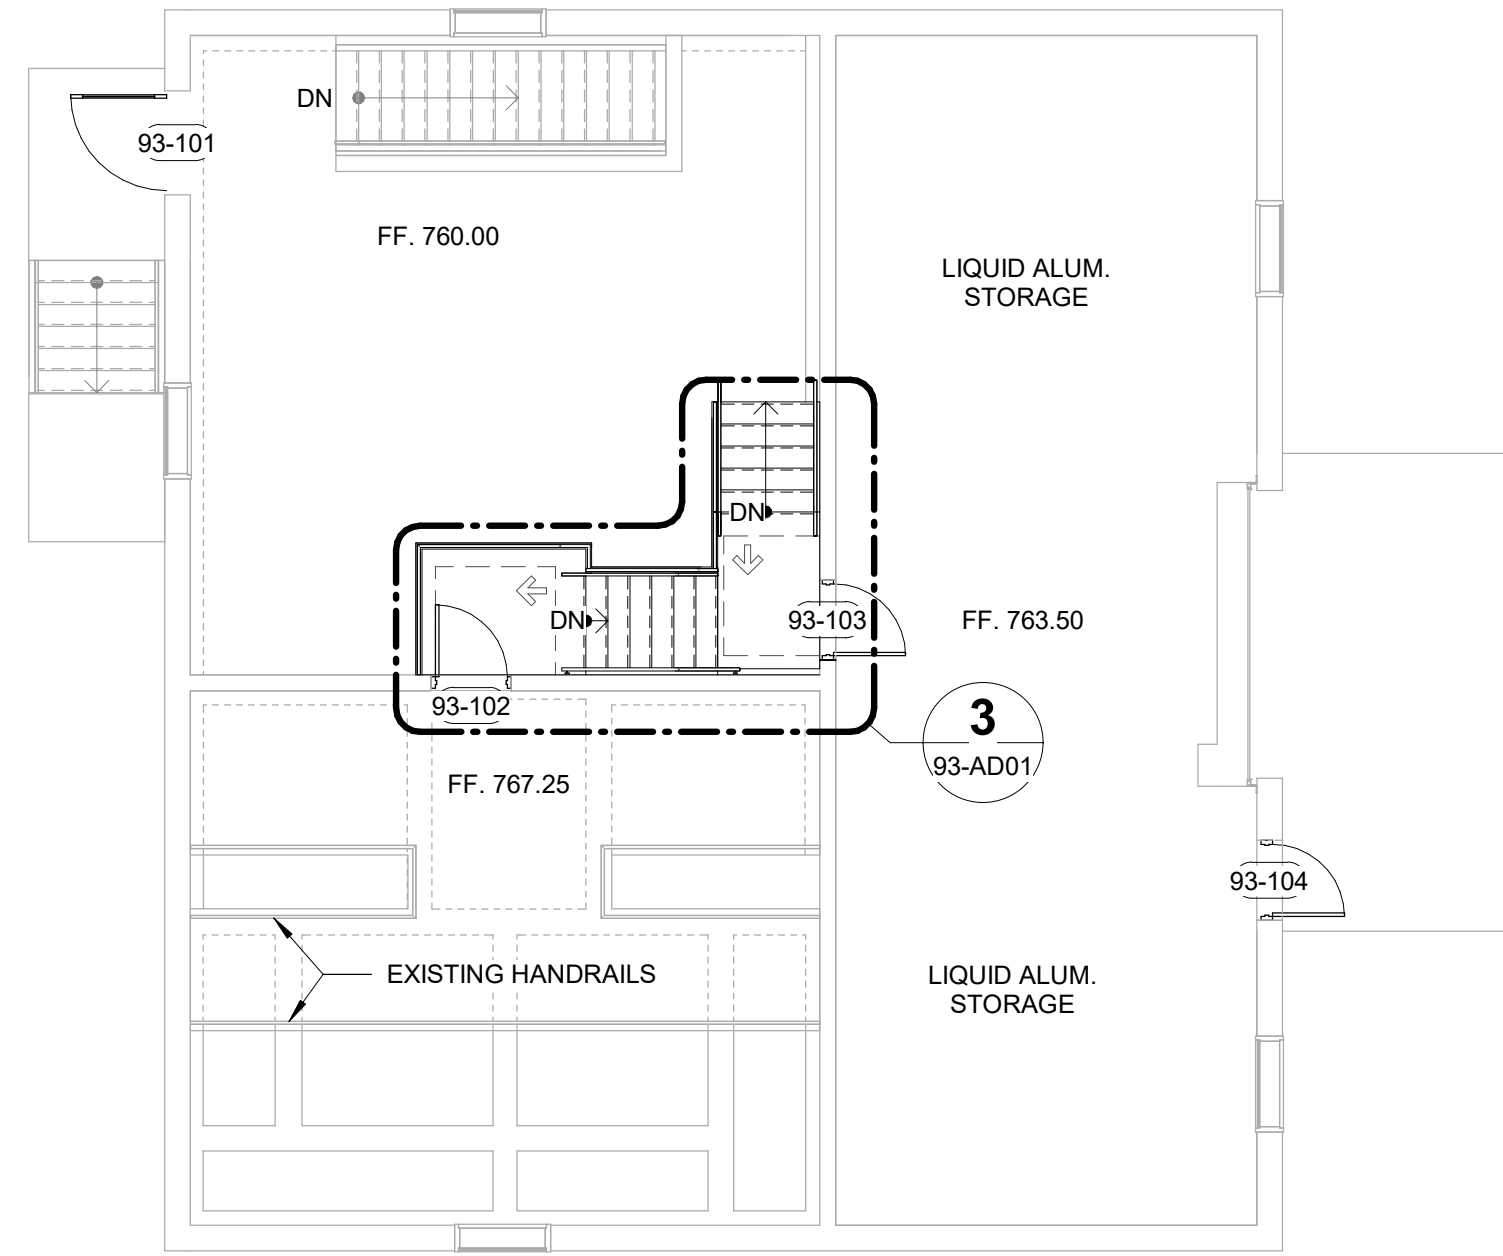 DN
93-101
FF. 760.00
LIQUID ALUM.
STORAGE
DN
DN
93-103
FF. 763.50
93-102
3
93-AD01
FF. 767.25
93-104
EXISTING HANDRAILS
LIQUID ALUM.
STORAGE